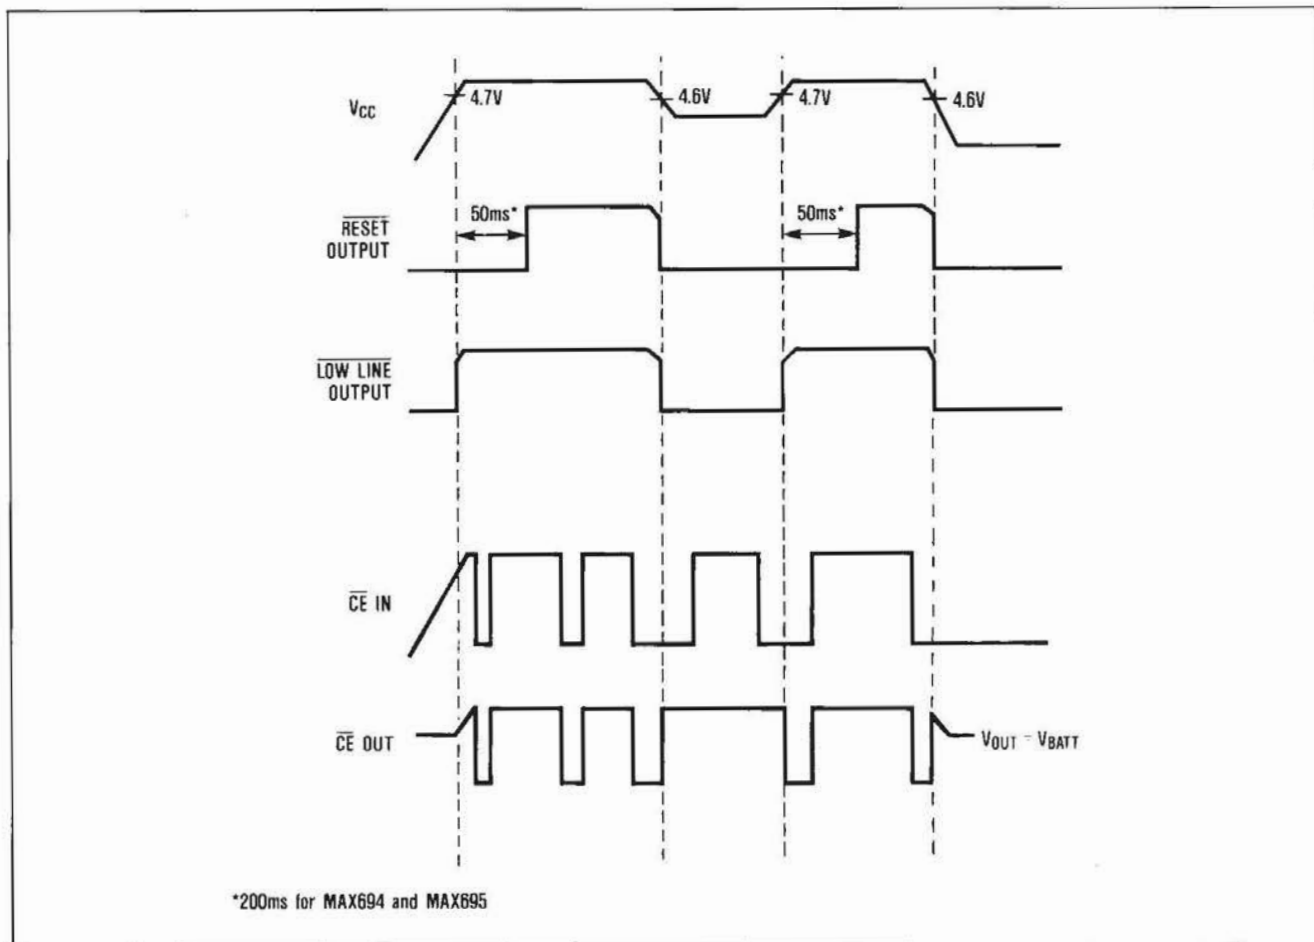 VCC
4.7V
4.6V
4.7V
4.6V
RESET
OUTPUT
50ms*
50ms*
LOW LINE
OUTPUT
CE IN
CE OUT
VOUT = VBATT
*200ms for MAX694 and MAX695